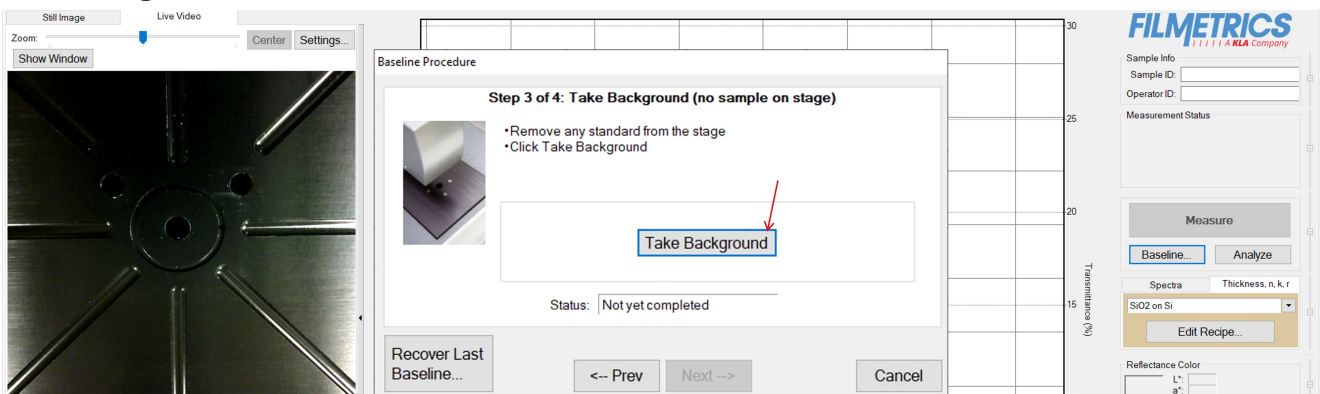 Still Image
Live Video
Zoom:
Center
Settings...
Show Window
Baseline Procedure
Step 3 of 4: Take Background (no sample on stage)
•Remove any standard from the stage
•Click Take Background
Take Background
Status: Not yet completed
Recover Last
Baseline...
<-- Prev
Next -->
Cancel
30
25
20
15
Transmittance (%)
FILMETRICS
A KLA Company
Sample Info
Sample ID:
Operator ID:
Measurement Status
Measure
Baseline...
Analyze
Spectra
Thickness, n, k, r
SiO2 on Si
Edit Recipe...
Reflectance Color
L*:
a*: